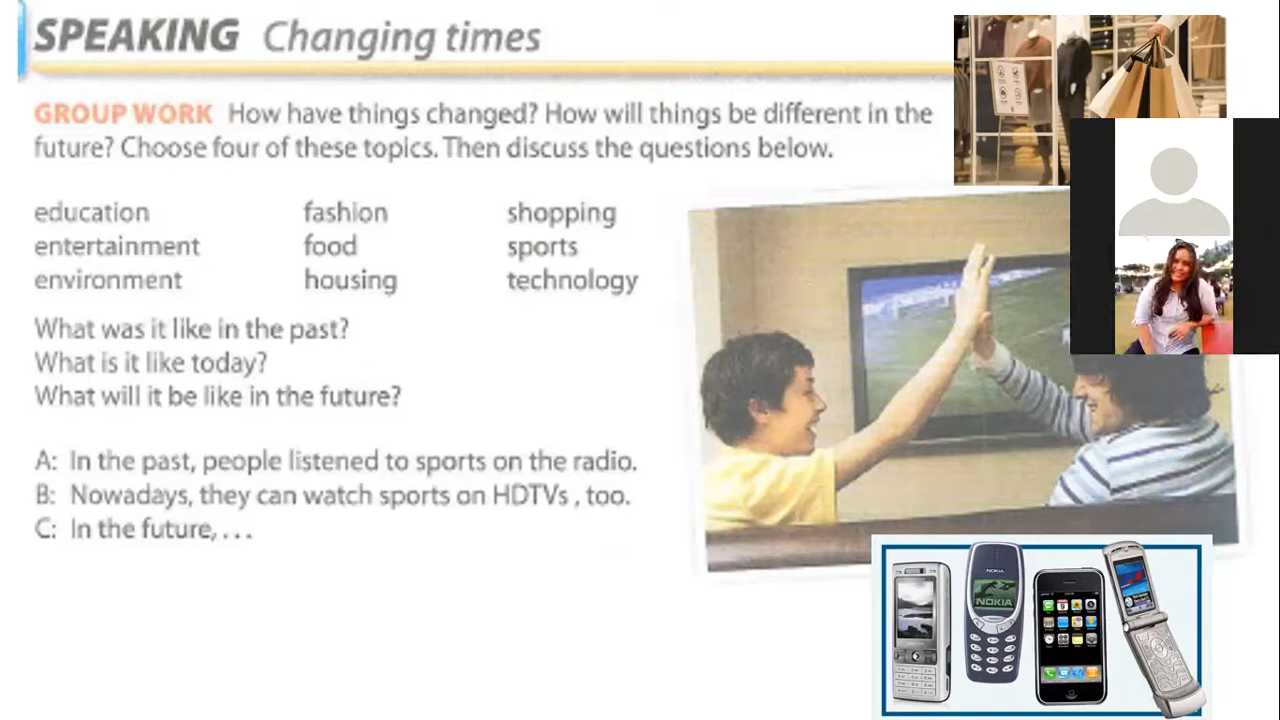 SPEAKING Changing times
GROUP WORK How have things changed? How will things be different in the
future? Choose four of these topics. Then discuss the questions below.
education fashion shopping
entertainment food sports
environment housing technology
What was it like in the past?
What is it like today?
What will it be like in the future?
A: In the past, people listened to sports on the radio.
B: Nowadays, they can watch sports on HDTVs , too.
C: In the future, . . .
NOKIA
NOKIA